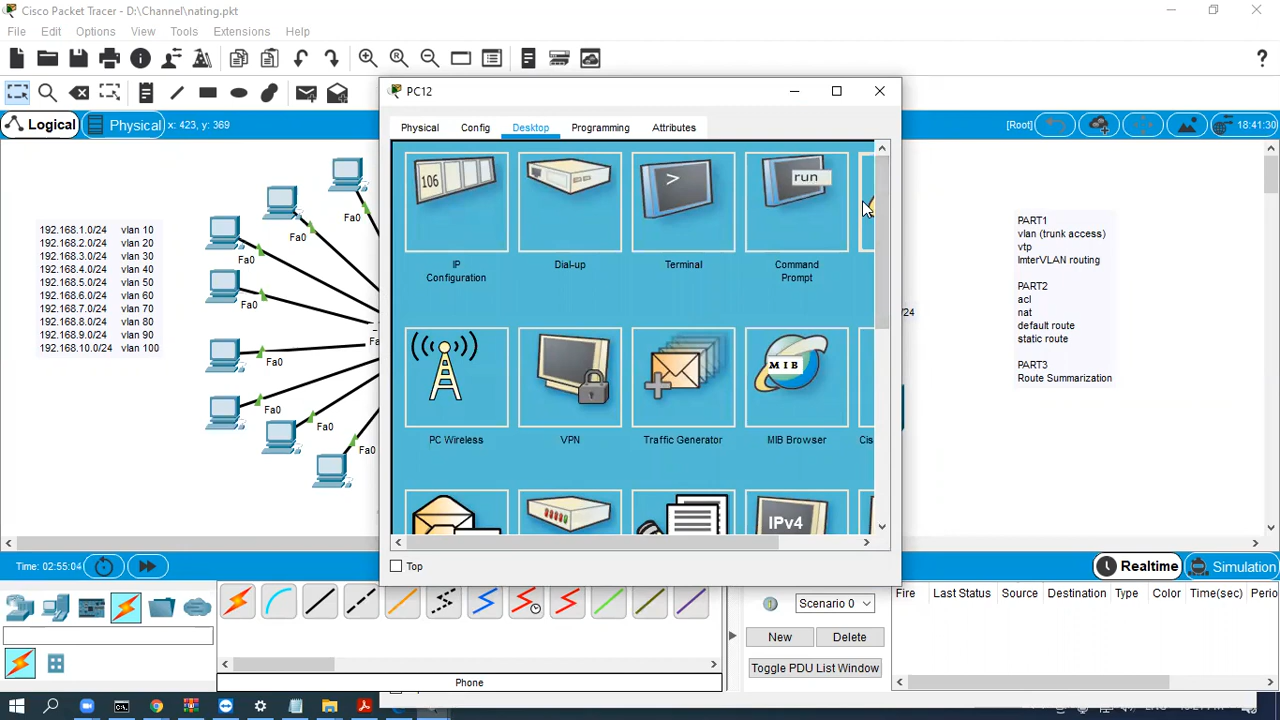 Cisco Packet Tracer - D:\Channel\nating.pkt
File Edit Options View Tools Extensions Help
Logical Physical x: 423, y: 369
[Root] 18:41:30
PC12
Physical Config Desktop Programming Attributes
106
>
run
IP Configuration
Dial-up
Terminal
Command Prompt
PC Wireless
VPN
Traffic Generator
MIB
MIB Browser
IPv4
Top
192.168.1.0/24 vlan 10
192.168.2.0/24 vlan 20
192.168.3.0/24 vlan 30
192.168.4.0/24 vlan 40
192.168.5.0/24 vlan 50
192.168.6.0/24 vlan 60
192.168.7.0/24 vlan 70
192.168.8.0/24 vlan 80
192.168.9.0/24 vlan 90
192.168.10.0/24 vlan 100
Fa0
Fa0
Fa0
Fa0
Fa0
Fa0
Fa0
Fa0
/24
PART1
vlan (trunk access)
vtp
ImterVLAN routing
PART2
acl
nat
default route
static route
PART3
Route Summarization
Time: 02:55:04
Realtime Simulation
Scenario 0
New Delete
Toggle PDU List Window
Fire Last Status Source Destination Type Color Time(sec) Perio
Phone